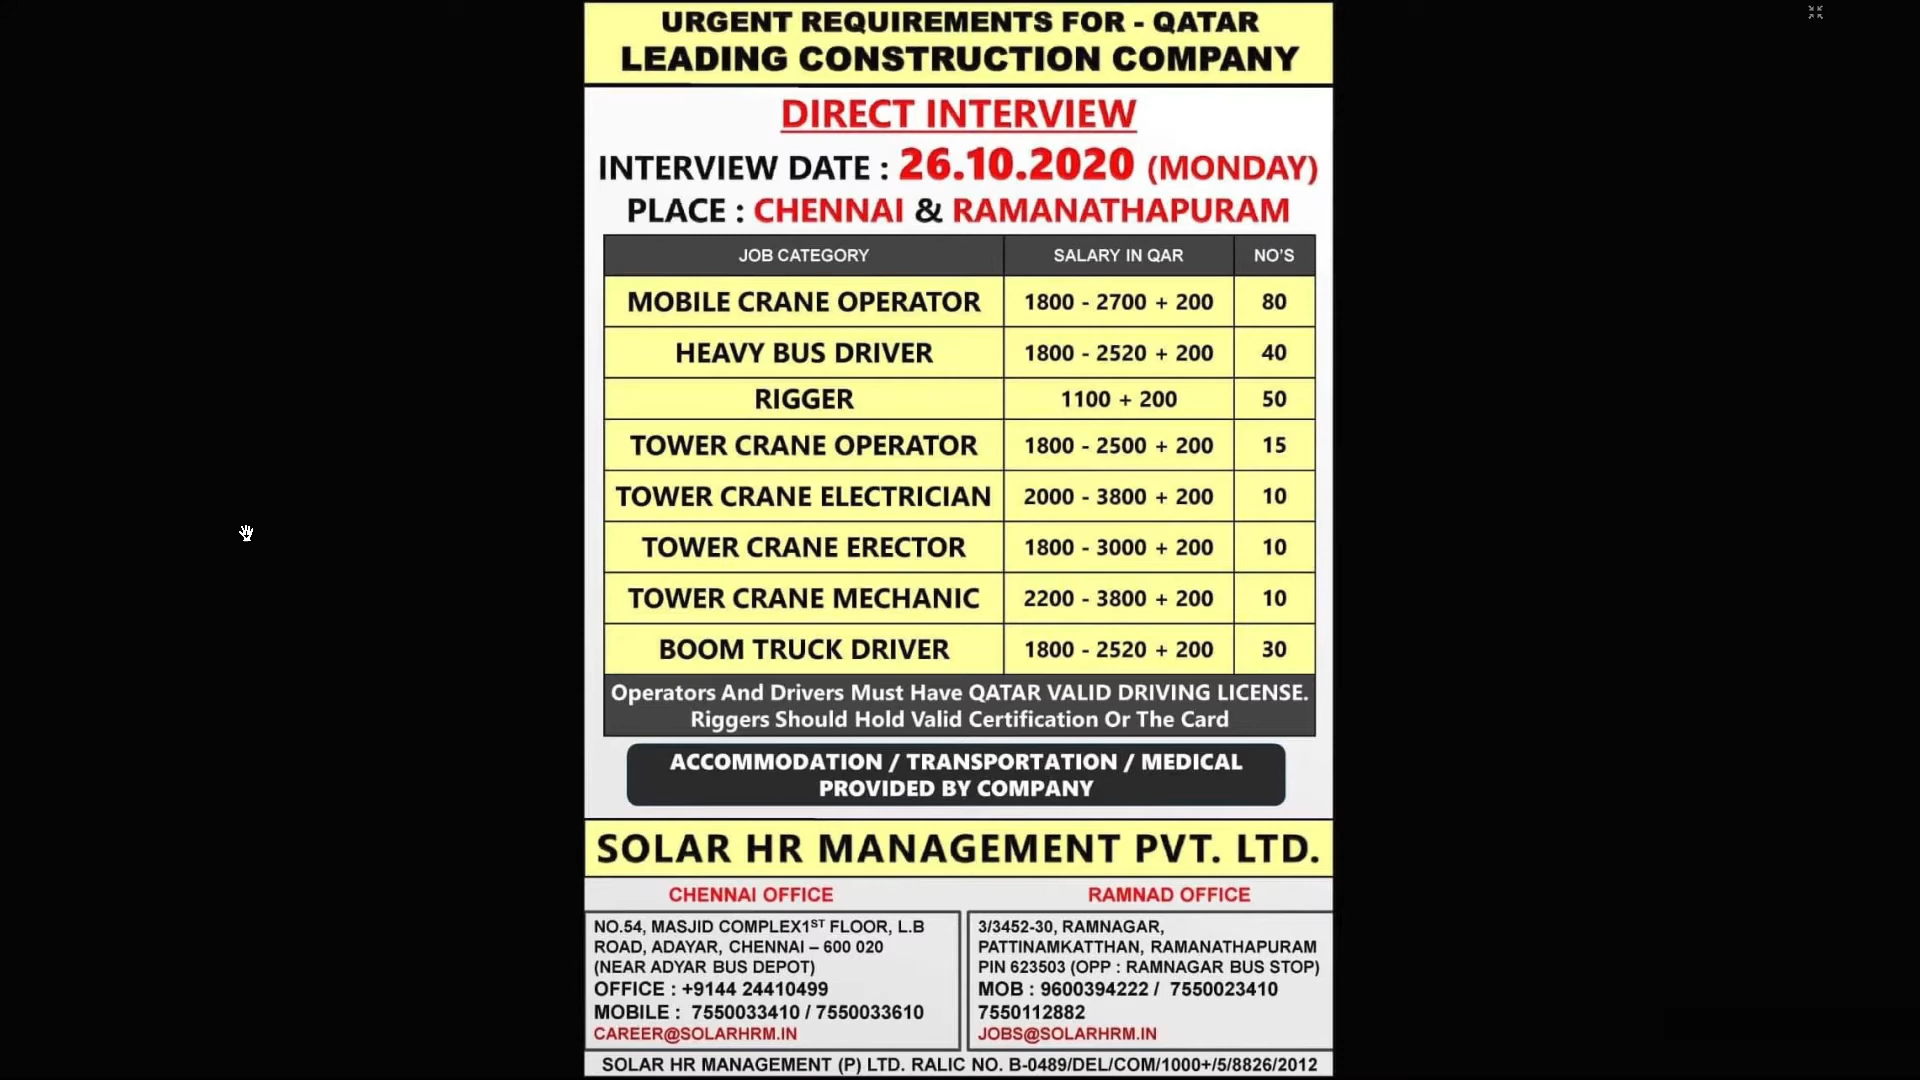 URGENT REQUIREMENTS FOR - QATAR
LEADING CONSTRUCTION COMPANY
DIRECT INTERVIEW
INTERVIEW DATE : 26.10.2020 (MONDAY)
PLACE : CHENNAI & RAMANATHAPURAM
JOB CATEGORY SALARY IN QAR NO'S
MOBILE CRANE OPERATOR 1800 - 2700 + 200 80
HEAVY BUS DRIVER 1800 - 2520 + 200 40
RIGGER 1100 + 200 50
TOWER CRANE OPERATOR 1800 - 2500 + 200 15
TOWER CRANE ELECTRICIAN 2000 - 3800 + 200 10
TOWER CRANE ERECTOR 1800 - 3000 + 200 10
TOWER CRANE MECHANIC 2200 - 3800 + 200 10
BOOM TRUCK DRIVER 1800 - 2520 + 200 30
Operators And Drivers Must Have QATAR VALID DRIVING LICENSE.
Riggers Should Hold Valid Certification Or The Card
ACCOMMODATION / TRANSPORTATION / MEDICAL
PROVIDED BY COMPANY
SOLAR HR MANAGEMENT PVT. LTD.
CHENNAI OFFICE
NO.54, MASJID COMPLEX1ST FLOOR, L.B
ROAD, ADAYAR, CHENNAI – 600 020
(NEAR ADYAR BUS DEPOT)
OFFICE : +9144 24410499
MOBILE : 7550033410 / 7550033610
CAREER@SOLARHRM.IN
RAMNAD OFFICE
3/3452-30, RAMNAGAR,
PATTINAMKATTHAN, RAMANATHAPURAM
PIN 623503 (OPP : RAMNAGAR BUS STOP)
MOB : 9600394222 / 7550023410
7550112882
JOBS@SOLARHRM.IN
SOLAR HR MANAGEMENT (P) LTD. RALIC NO. B-0489/DEL/COM/1000+/5/8826/2012